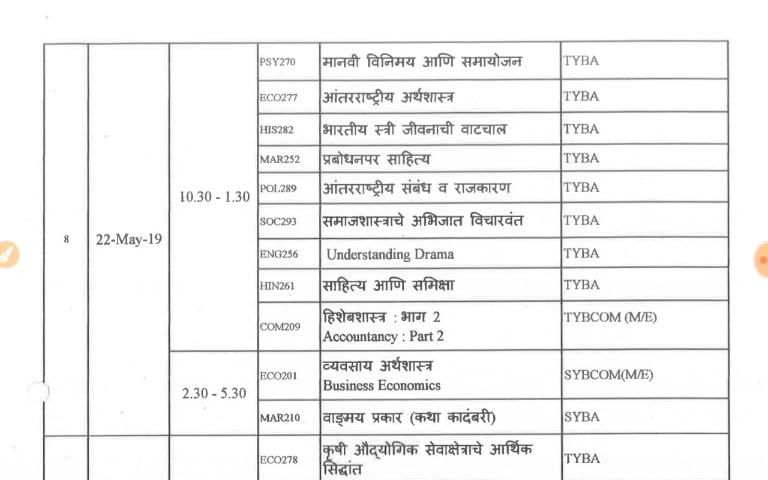 PSY270 मानवी विनिमय आणि समायोजन TYBA
ECO277 आंतरराष्ट्रीय अर्थशास्त्र TYBA
HIS282 भारतीय स्त्री जीवनाची वाटचाल TYBA
MAR252 प्रबोधनपर साहित्य TYBA
10.30 - 1.30 POL289 आंतरराष्ट्रीय संबंध व राजकारण TYBA
SOC293 समाजशास्त्राचे अभिजात विचारवंत TYBA
8 22-May-19
ENG256 Understanding Drama TYBA
HIN261 साहित्य आणि समिक्षा TYBA
COM209 हिशेबशास्त्र : भाग 2 TYBCOM (M/E)
Accountancy : Part 2
2.30 - 5.30 ECO201 व्यवसाय अर्थशास्त्र SYBCOM(M/E)
Business Economics
MAR210 वाङ्मय प्रकार (कथा कादंबरी) SYBA
ECO278 कृषी औद्योगिक सेवाक्षेत्राचे आर्थिक TYBA
सिद्धांत